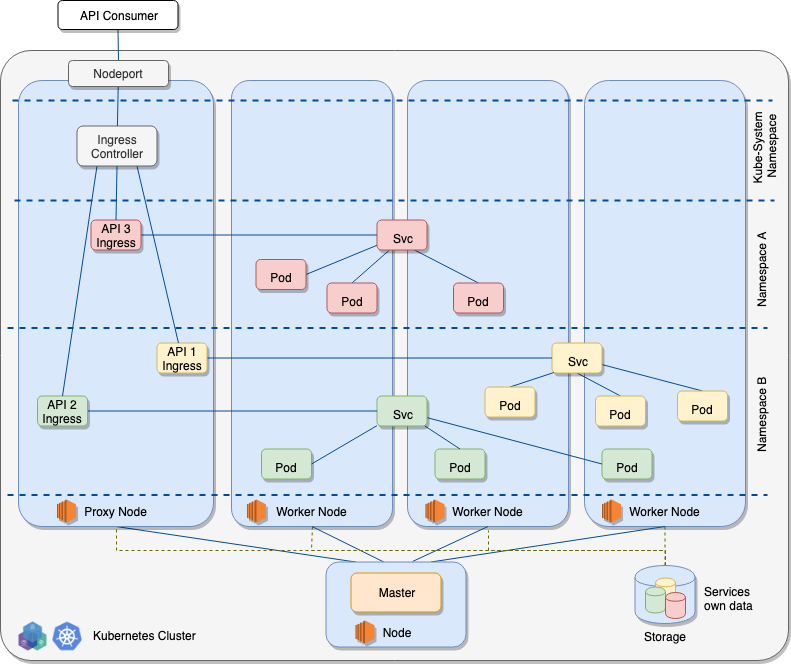 API Consumer
Nodeport
Ingress
Controller
Kube-System
Namespace
API 3
Ingress
Svc
Pod
Pod
Pod
Namespace A
API 1
Ingress
Svc
Pod
Pod
Pod
API 2
Ingress
Svc
Pod
Pod
Pod
Namespace B
Proxy Node
Worker Node
Worker Node
Worker Node
Master
Node
Services
own data
Storage
Kubernetes Cluster